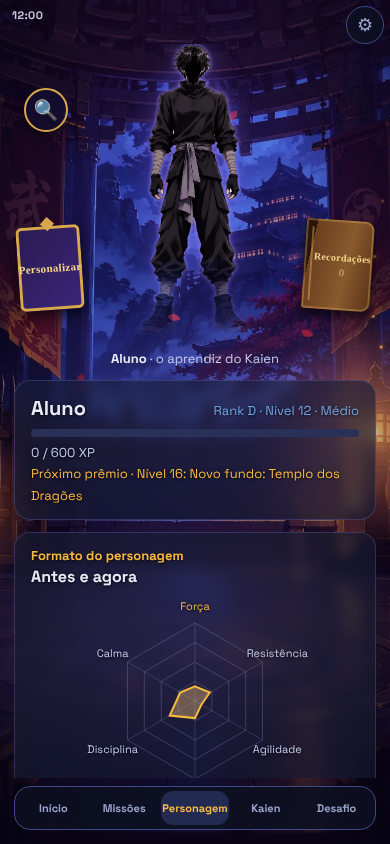 12:00
Personalizar
Recordações
0
Aluno · o aprendiz do Kaien
Aluno
Rank D · Nível 12 · Médio
0 / 600 XP
Próximo prêmio · Nível 16: Novo fundo: Templo dos
Dragões
Formato do personagem
Antes e agora
Força
Calma
Resistência
Disciplina
Agilidade
Início
Missões
Personagem
Kaien
Desafio